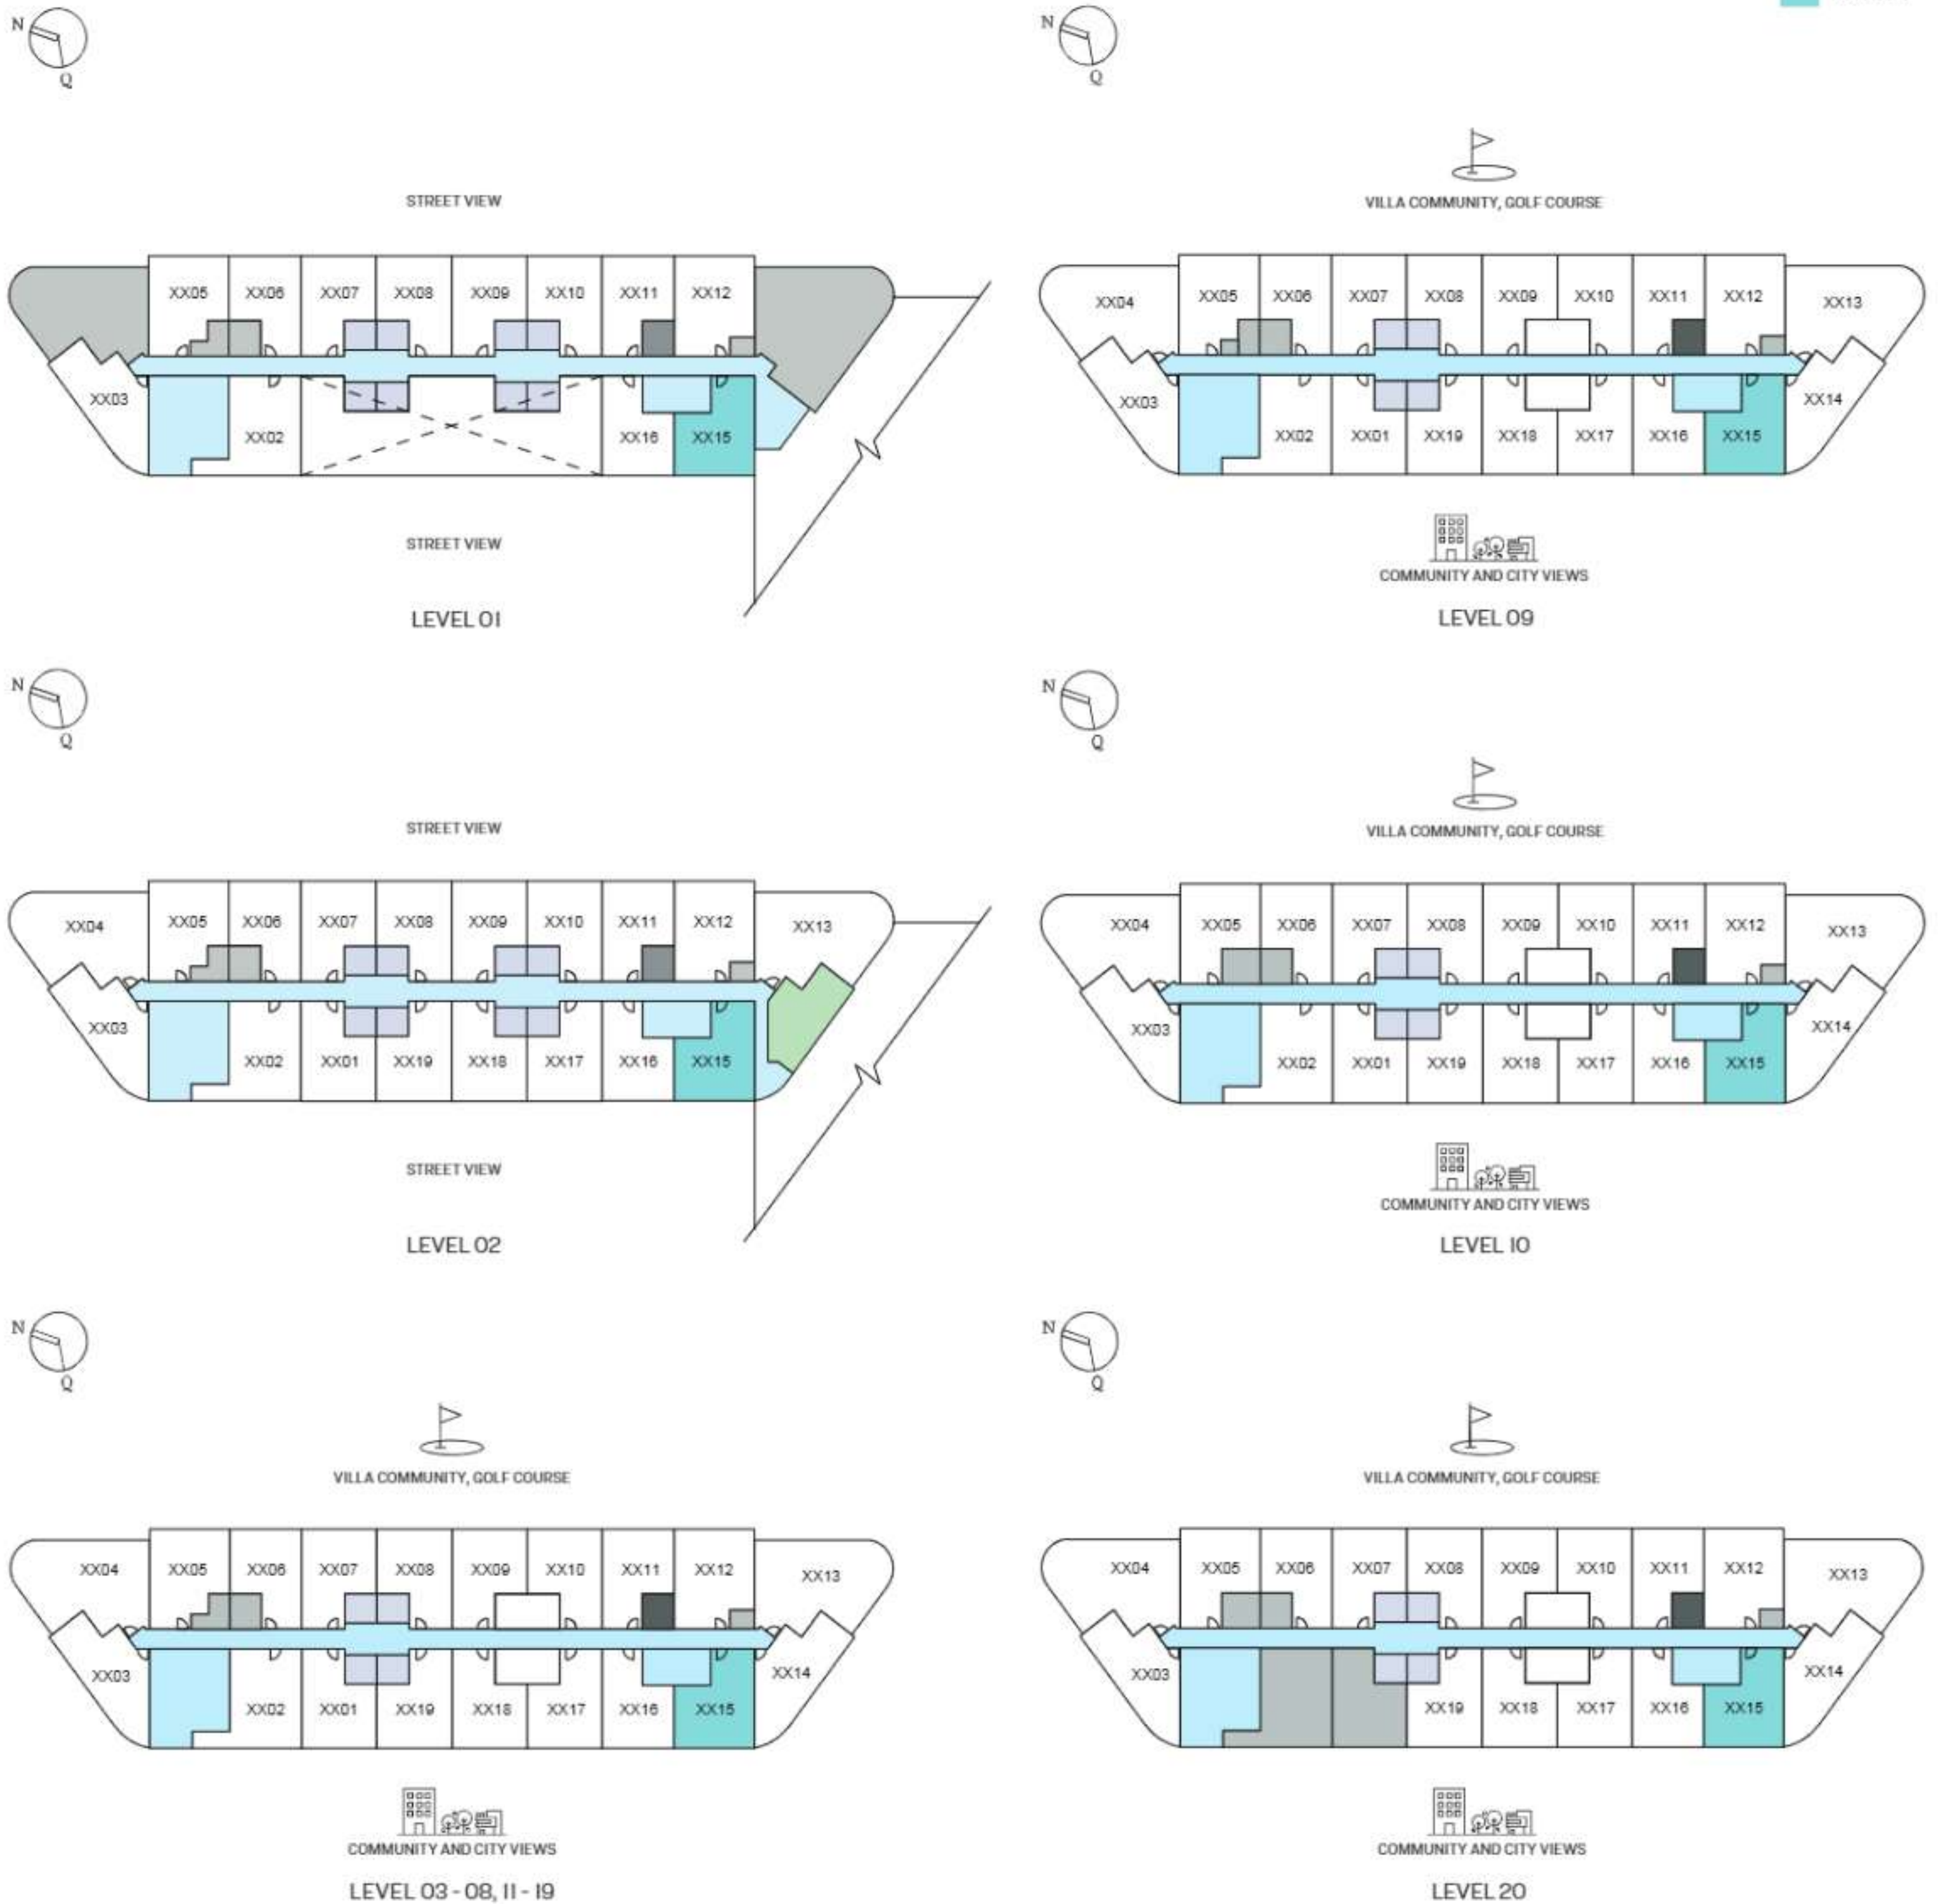 N
Q
STREET VIEW
XX05 XX06 XX07 XX08 XX09 XX10 XX11 XX12
XX03
XX02 XX16 XX15
STREET VIEW
LEVEL 01
N
Q
VILLA COMMUNITY, GOLF COURSE
XX04 XX05 XX06 XX07 XX08 XX09 XX10 XX11 XX12 XX13
XX03 XX14
XX02 XX01 XX19 XX18 XX17 XX16 XX15
COMMUNITY AND CITY VIEWS
LEVEL 09
N
Q
STREET VIEW
XX04 XX05 XX06 XX07 XX08 XX09 XX10 XX11 XX12 XX13
XX03
XX02 XX01 XX19 XX18 XX17 XX16 XX15
STREET VIEW
LEVEL 02
N
Q
VILLA COMMUNITY, GOLF COURSE
XX04 XX05 XX06 XX07 XX08 XX09 XX10 XX11 XX12 XX13
XX03 XX14
XX02 XX01 XX19 XX18 XX17 XX16 XX15
COMMUNITY AND CITY VIEWS
LEVEL 10
N
Q
VILLA COMMUNITY, GOLF COURSE
XX04 XX05 XX06 XX07 XX08 XX09 XX10 XX11 XX12 XX13
XX03 XX14
XX02 XX01 XX19 XX18 XX17 XX16 XX15
COMMUNITY AND CITY VIEWS
LEVEL 03 - 08, 11 - 19
N
Q
VILLA COMMUNITY, GOLF COURSE
XX04 XX05 XX06 XX07 XX08 XX09 XX10 XX11 XX12 XX13
XX03 XX14
XX19 XX18 XX17 XX16 XX15
COMMUNITY AND CITY VIEWS
LEVEL 20